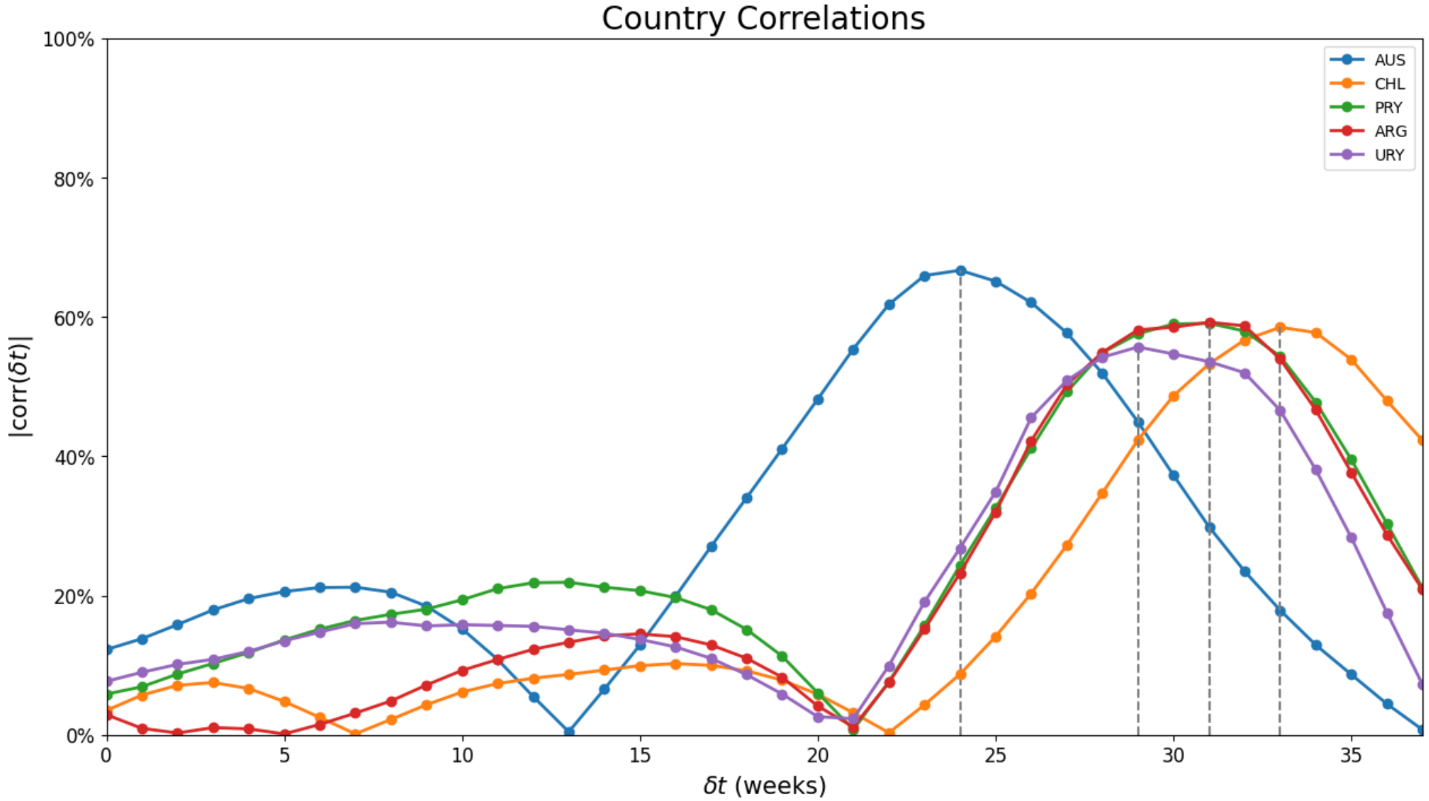 Country Correlations
100%
80%
60%
40%
20%
0%
|corr(δt)|
AUS
CHL
PRY
ARG
URY
0 5 10 15 20 25 30 35
δt (weeks)